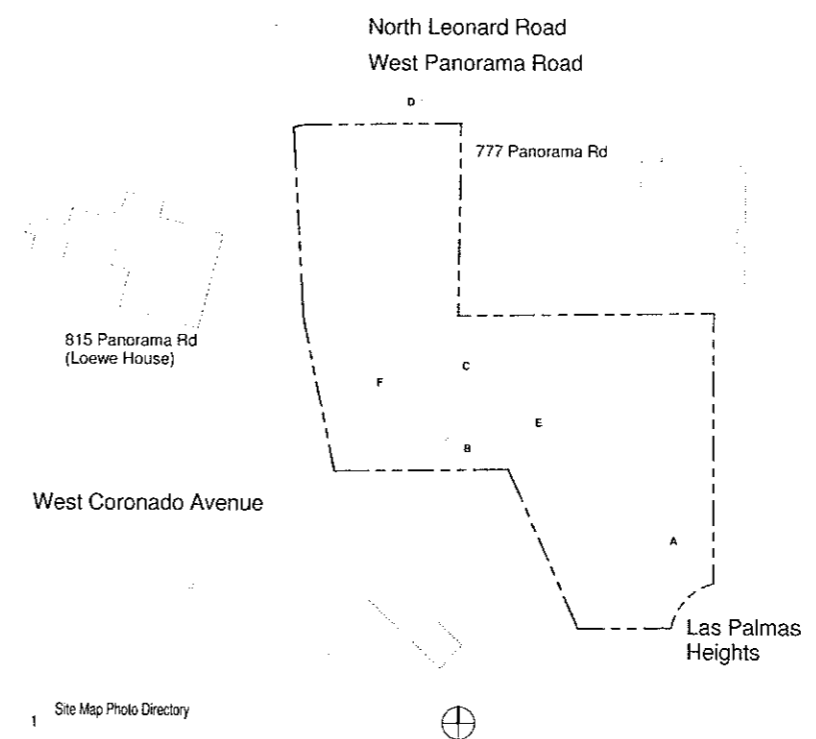 North Leonard Road
West Panorama Road
D
777 Panorama Rd
815 Panorama Rd
(Loewe House)
C
F
E
B
West Coronado Avenue
A
Las Palmas
Heights
1 Site Map Photo Directory